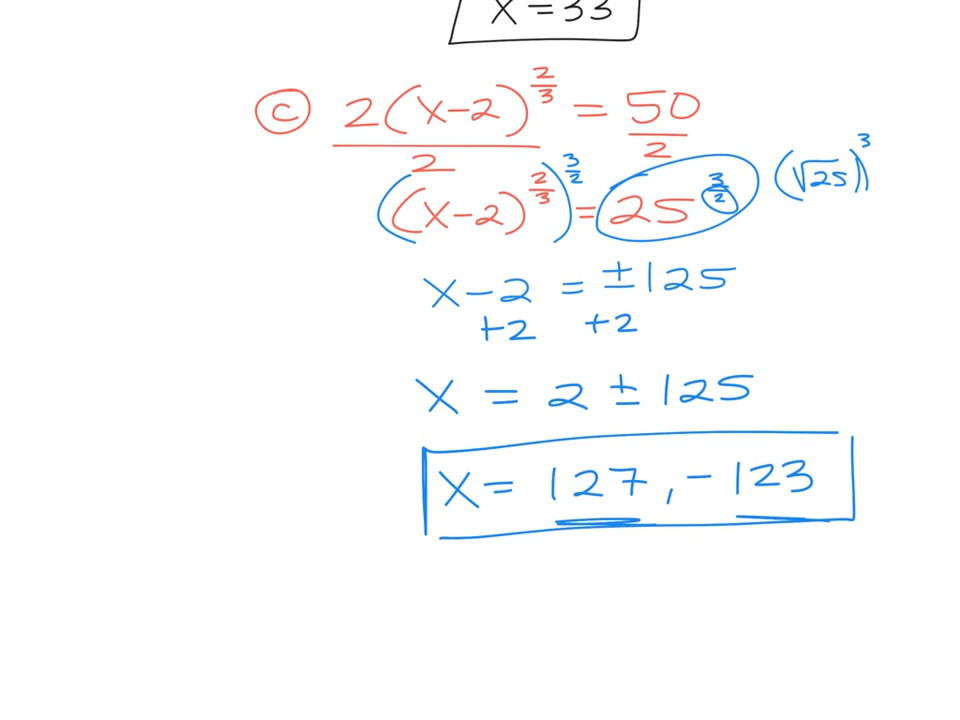 X = 33
ⓒ 2(x-2)^(2/3) = 50
2 2
((x-2)^(2/3))^(3/2) = 25^(3/2) (√25)^3
x-2 = ±125
+2 +2
x = 2 ± 125
x = 127, -123